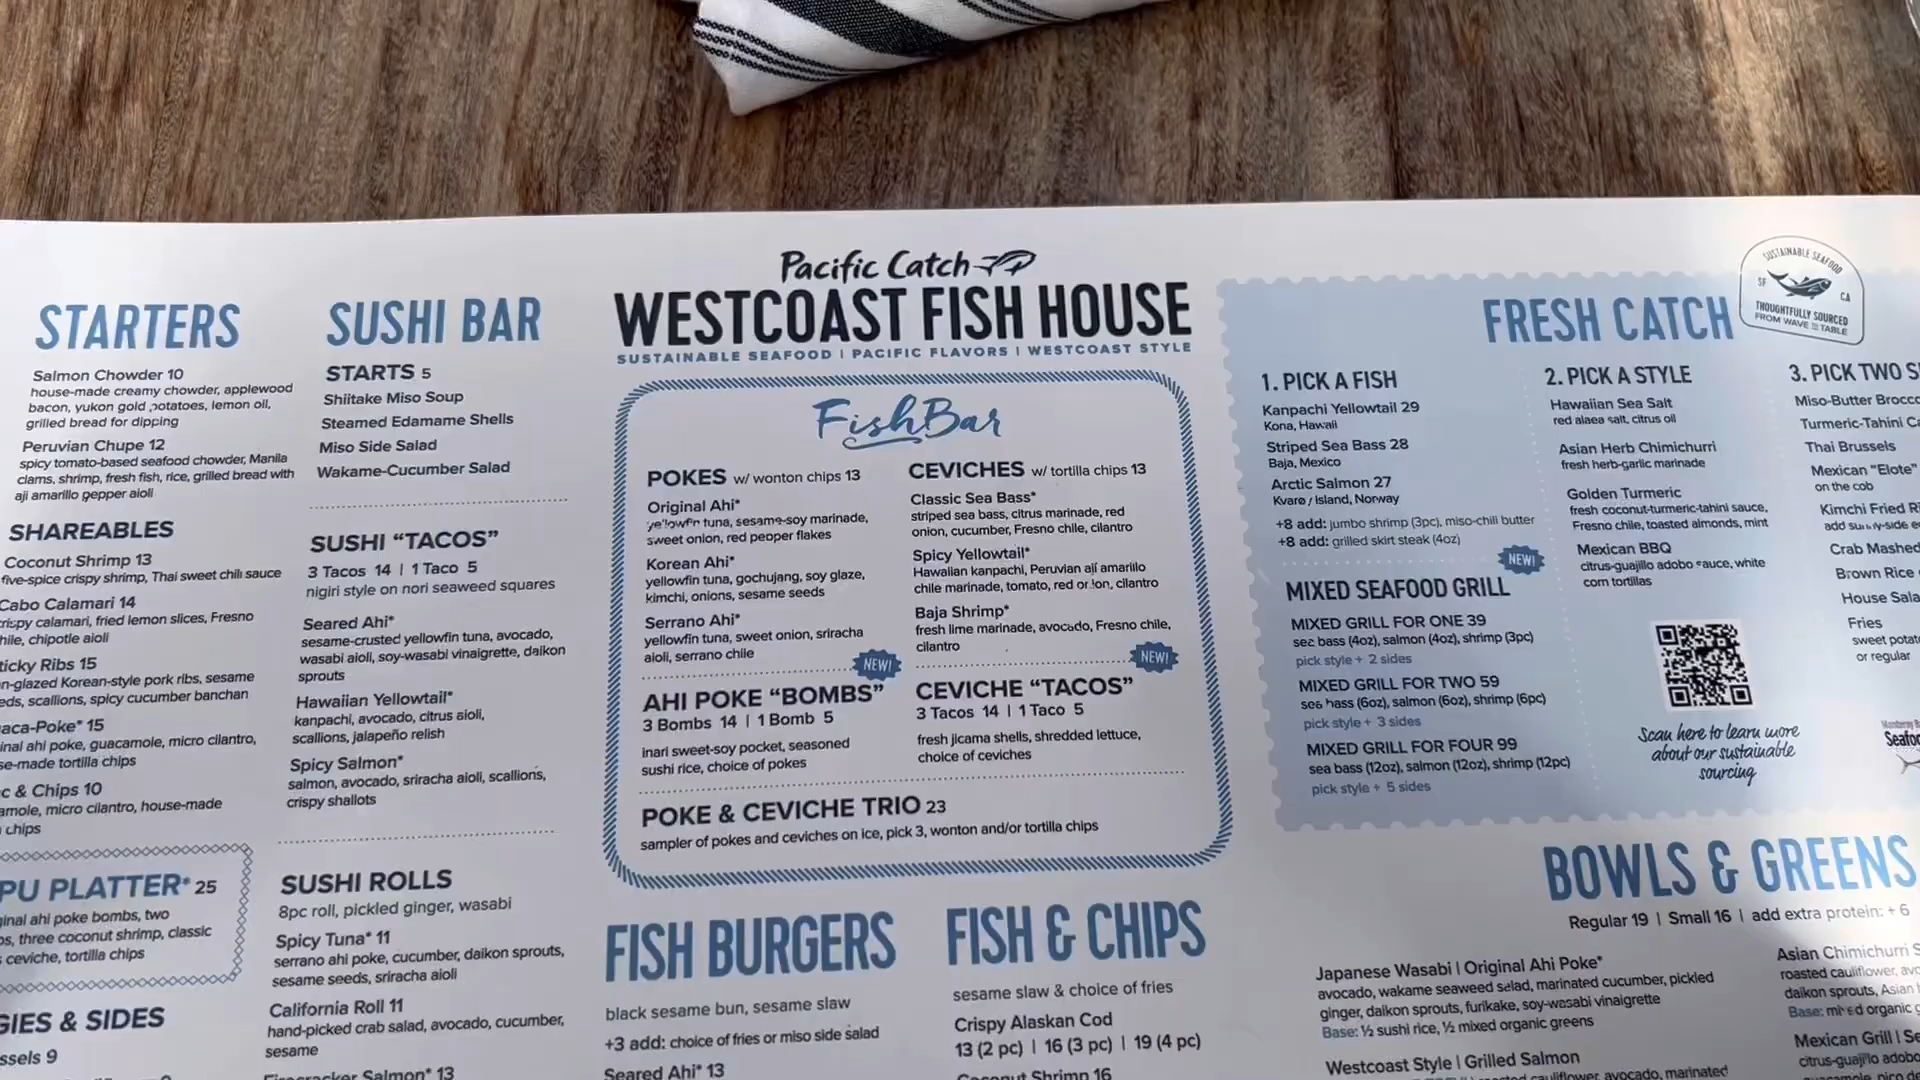 Pacific Catch
WESTCOAST FISH HOUSE
SUSTAINABLE SEAFOOD | PACIFIC FLAVORS | WESTCOAST STYLE
STARTERS
Salmon Chowder 10
house-made creamy chowder, applewood
bacon, yukon gold potatoes, lemon oil,
grilled bread for dipping
Peruvian Chupe 12
spicy tomato-based seafood chowder, Manila
clams, shrimp, fresh fish, rice, grilled bread with
aji amarillo pepper aioli
SHAREABLES
Coconut Shrimp 13
five-spice crispy shrimp, Thai sweet chili sauce
Cabo Calamari 14
crispy calamari, fried lemon slices, Fresno
chile, chipotle aioli
Ribs 15
Korean-style pork ribs, sesame
scallions, spicy cucumber banchan
15
ahi poke, guacamole, micro cilantro,
tortilla chips
& Chips 10
micro cilantro, house-made
chips
PLATTER* 25
ahi poke bombs, two
three coconut shrimp, classic
ceviche, tortilla chips
& SIDES
9
SUSHI BAR
STARTS 5
Shiitake Miso Soup
Steamed Edamame Shells
Miso Side Salad
Wakame-Cucumber Salad
SUSHI “TACOS”
3 Tacos 14 | 1 Taco 5
nigiri style on nori seaweed squares
Seared Ahi*
sesame-crusted yellowfin tuna, avocado,
wasabi aioli, soy-wasabi vinaigrette, daikon
sprouts
Hawaiian Yellowtail*
kanpachi, avocado, citrus aioli,
scallions, jalapeño relish
Spicy Salmon*
salmon, avocado, sriracha aioli, scallions,
crispy shallots
SUSHI ROLLS
8pc roll, pickled ginger, wasabi
Spicy Tuna* 11
serrano ahi poke, cucumber, daikon sprouts,
sesame seeds, sriracha aioli
California Roll 11
hand-picked crab salad, avocado, cucumber,
sesame
Firecracker Salmon* 13
FishBar
POKES w/ wonton chips 13
Original Ahi*
yellowfin tuna, sesame-soy marinade,
sweet onion, red pepper flakes
Korean Ahi*
yellowfin tuna, gochujang, soy glaze,
kimchi, onions, sesame seeds
Serrano Ahi*
yellowfin tuna, sweet onion, sriracha
aioli, serrano chile
NEW!
AHI POKE “BOMBS”
3 Bombs 14 | 1 Bomb 5
inari sweet-soy pocket, seasoned
sushi rice, choice of pokes
CEVICHES w/ tortilla chips 13
Classic Sea Bass*
striped sea bass, citrus marinade, red
onion, cucumber, Fresno chile, cilantro
Spicy Yellowtail*
Hawaiian kanpachi, Peruvian ají amarillo
chile marinade, tomato, red onion, cilantro
Baja Shrimp*
fresh lime marinade, avocado, Fresno chile,
cilantro
NEW!
CEVICHE “TACOS”
3 Tacos 14 | 1 Taco 5
fresh jicama shells, shredded lettuce,
choice of ceviches
POKE & CEVICHE TRIO 23
sampler of pokes and ceviches on ice, pick 3, wonton and/or tortilla chips
FISH BURGERS
black sesame bun, sesame slaw
+3 add: choice of fries or miso side salad
Seared Ahi* 13
FISH & CHIPS
sesame slaw & choice of fries
Crispy Alaskan Cod
13 (2 pc) | 16 (3 pc) | 19 (4 pc)
Coconut Shrimp 16
FRESH CATCH
SUSTAINABLE SEAFOOD
SF CA
THOUGHTFULLY SOURCED
FROM WAVE TO TABLE
1. PICK A FISH
Kanpachi Yellowtail 29
Kona, Hawaii
Striped Sea Bass 28
Baja, Mexico
Arctic Salmon 27
Kvarøy Island, Norway
+8 add: jumbo shrimp (3pc), miso-chili butter
+8 add: grilled skirt steak (4oz)
NEW!
MIXED SEAFOOD GRILL
MIXED GRILL FOR ONE 39
sea bass (4oz), salmon (4oz), shrimp (3pc)
pick style + 2 sides
MIXED GRILL FOR TWO 59
sea bass (6oz), salmon (6oz), shrimp (6pc)
pick style + 3 sides
MIXED GRILL FOR FOUR 99
sea bass (12oz), salmon (12oz), shrimp (12pc)
pick style + 5 sides
2. PICK A STYLE
Hawaiian Sea Salt
red alaea salt, citrus oil
Asian Herb Chimichurri
fresh herb-garlic marinade
Golden Turmeric
fresh coconut-turmeric-tahini sauce,
Fresno chile, toasted almonds, mint
Mexican BBQ
citrus-guajillo adobo sauce, white
corn tortillas
Scan here to learn more
about our sustainable
sourcing
3. PICK TWO
Miso-Butter
Turmeric-Tahini
Thai Brussels
Mexican “Elote”
on the cob
Kimchi Fried
add sunny-side
Crab Mashed
Brown Rice
House
Fries
sweet
or regular
Monterey
BOWLS & GREENS
Regular 19 | Small 16 | add extra protein: + 6
Japanese Wasabi | Original Ahi Poke*
avocado, wakame seaweed salad, marinated cucumber, pickled
ginger, daikon sprouts, furikake, soy-wasabi vinaigrette
Base: ½ sushi rice, ½ mixed organic greens
Westcoast Style | Grilled Salmon
roasted cauliflower, avocado, marinated
Asian Chimichurri
roasted cauliflower,
daikon sprouts, Asian
Base: mixed organic
Mexican Grill |
citrus-guajillo adobo